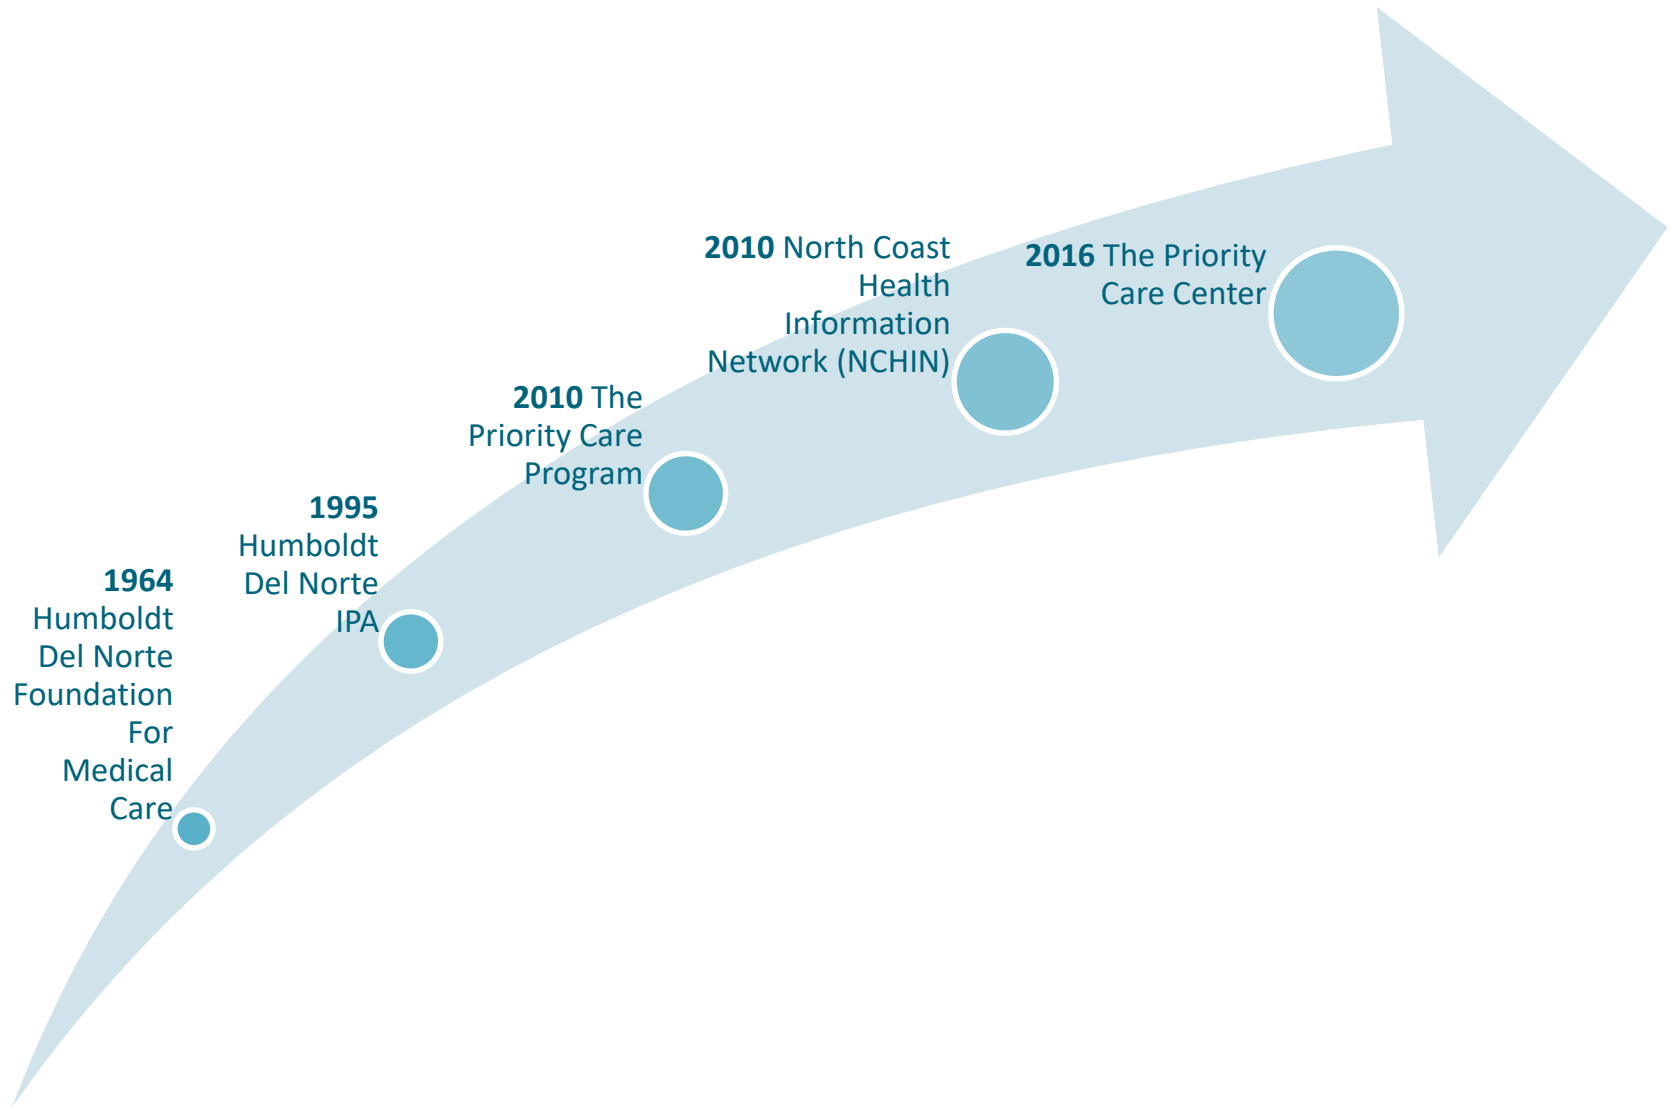 1964
Humboldt
Del Norte
Foundation
For
Medical
Care
1995
Humboldt
Del Norte
IPA
2010 The
Priority Care
Program
2010 North Coast
Health
Information
Network (NCHIN)
2016 The Priority
Care Center